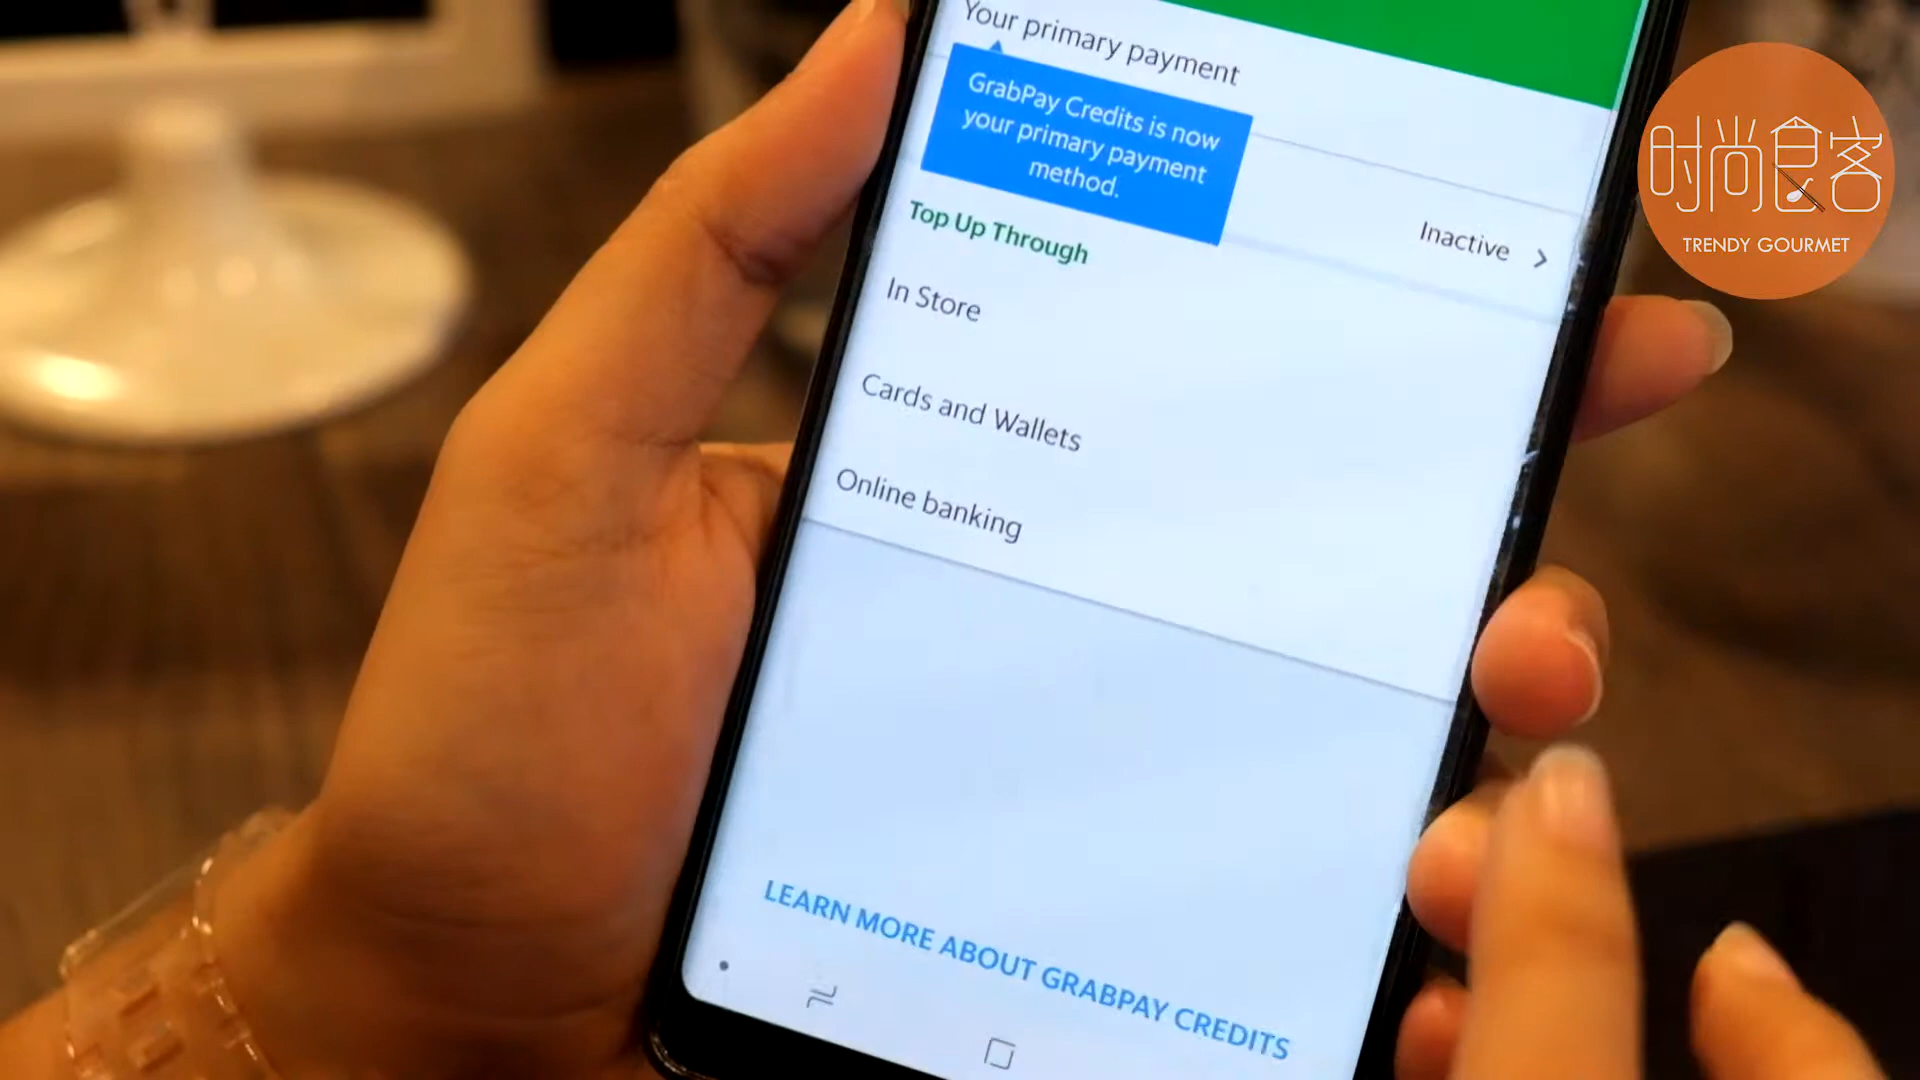 Your primary payment
GrabPay Credits is now
your primary payment
method.
Inactive
Top Up Through
In Store
Cards and Wallets
Online banking
LEARN MORE ABOUT GRABPAY CREDITS
时尚食客
TRENDY GOURMET